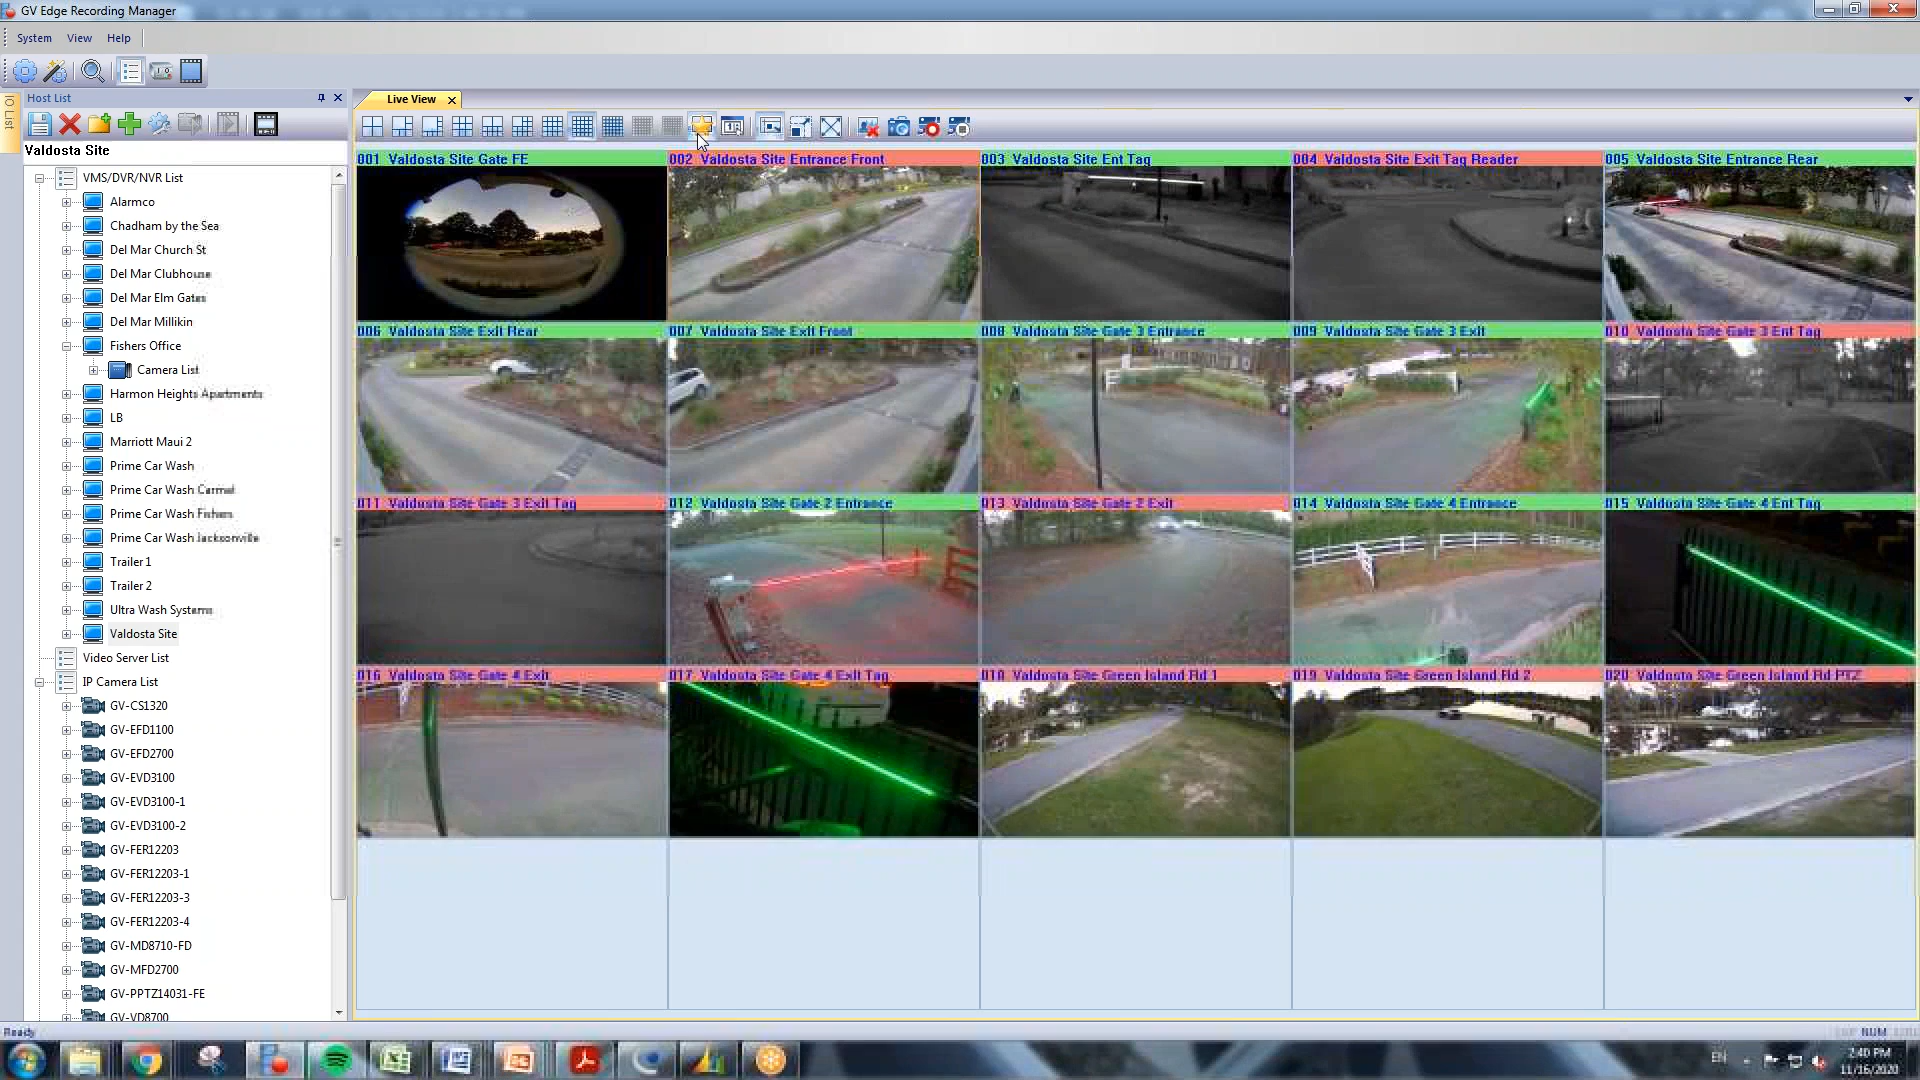 GV Edge Recording Manager
System View Help
IO List
Host List
Valdosta Site
VMS/DVR/NVR List
Alarmco
Chadham by the Sea
Del Mar Church St
Del Mar Clubhouse
Del Mar Elm Gates
Del Mar Millikin
Fishers Office
Camera List
Harmon Heights Apartments
LB
Marriott Maui 2
Prime Car Wash
Prime Car Wash Carmel
Prime Car Wash Fishers
Prime Car Wash Jacksonville
Trailer 1
Trailer 2
Ultra Wash Systems
Valdosta Site
Video Server List
IP Camera List
GV-CS1320
GV-EFD1100
GV-EFD2700
GV-EVD3100
GV-EVD3100-1
GV-EVD3100-2
GV-FER12203
GV-FER12203-1
GV-FER12203-3
GV-FER12203-4
GV-MD8710-FD
GV-MFD2700
GV-PPTZ14031-FE
GV-VD8700
Live View
001 Valdosta Site Gate FE
002 Valdosta Site Entrance Front
003 Valdosta Site Ent Tag
004 Valdosta Site Exit Tag Reader
005 Valdosta Site Entrance Rear
006 Valdosta Site Exit Rear
007 Valdosta Site Exit Front
008 Valdosta Site Gate 3 Entrance
009 Valdosta Site Gate 3 Exit
010 Valdosta Site Gate 3 Ent Tag
011 Valdosta Site Gate 3 Exit Tag
012 Valdosta Site Gate 2 Entrance
013 Valdosta Site Gate 2 Exit
014 Valdosta Site Gate 4 Entrance
015 Valdosta Site Gate 4 Ent Tag
016 Valdosta Site Gate 4 Exit
017 Valdosta Site Gate 4 Exit Tag
018 Valdosta Site Green Island Rd 1
019 Valdosta Site Green Island Rd 2
020 Valdosta Site Green Island Rd PTZ
Ready
NUM
EN
2:40 PM
11/16/2020